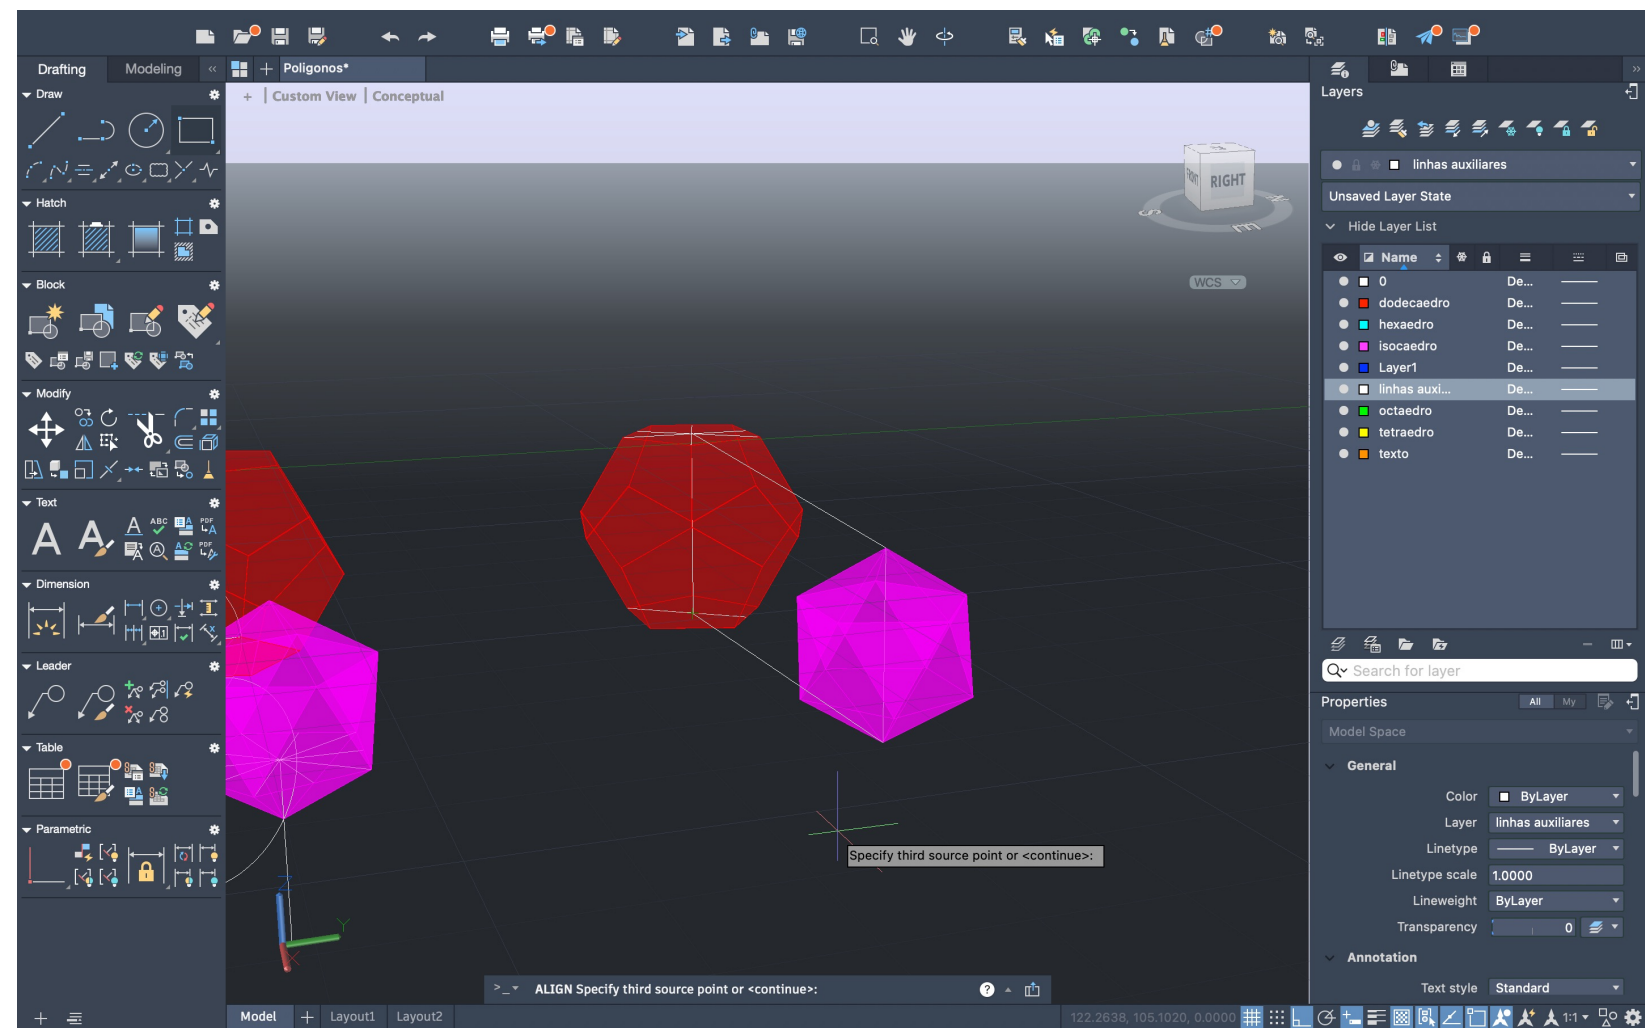 Drafting Modeling « + Poligonos* »
Draw
+ | Custom View | Conceptual
Layers
FRONT RIGHT
S E N
WCS
linhas auxiliares
Unsaved Layer State
Hide Layer List
Name
0 De...
dodecaedro De...
hexaedro De...
isocaedro De...
Layer1 De...
linhas auxi... De...
octaedro De...
tetraedro De...
texto De...
Hatch
Block
Modify
Text
A A A ABC PDF
A A PDF
Dimension
Leader
Table
Parametric
Search for layer
Properties All My
Model Space
General
Color ByLayer
Layer linhas auxiliares
Linetype ByLayer
Linetype scale 1.0000
Lineweight ByLayer
Transparency 0
Annotation
Text style Standard
Specify third source point or <continue>:
Z Y X
>_ ALIGN Specify third source point or <continue>: ?
+ Model + Layout1 Layout2 122.2638, 105.1020, 0.0000 1:1